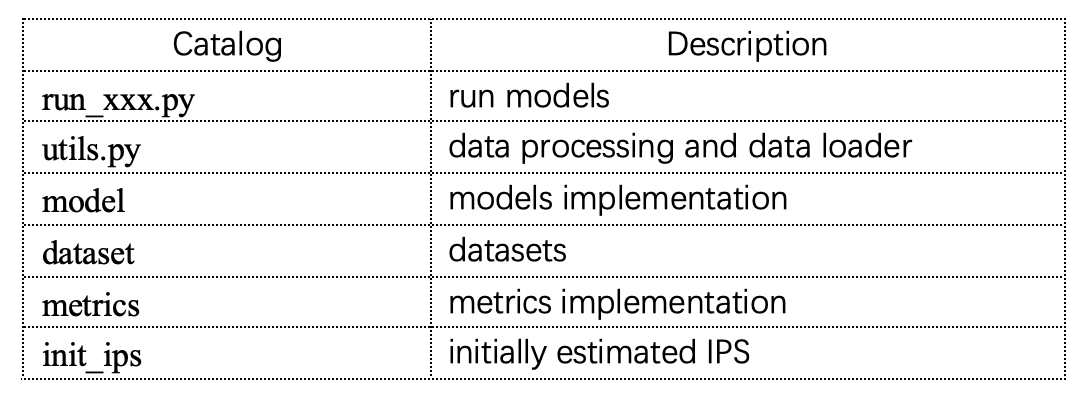 Catalog Description
run_xxx.py run models
utils.py data processing and data loader
model models implementation
dataset datasets
metrics metrics implementation
init_ips initially estimated IPS